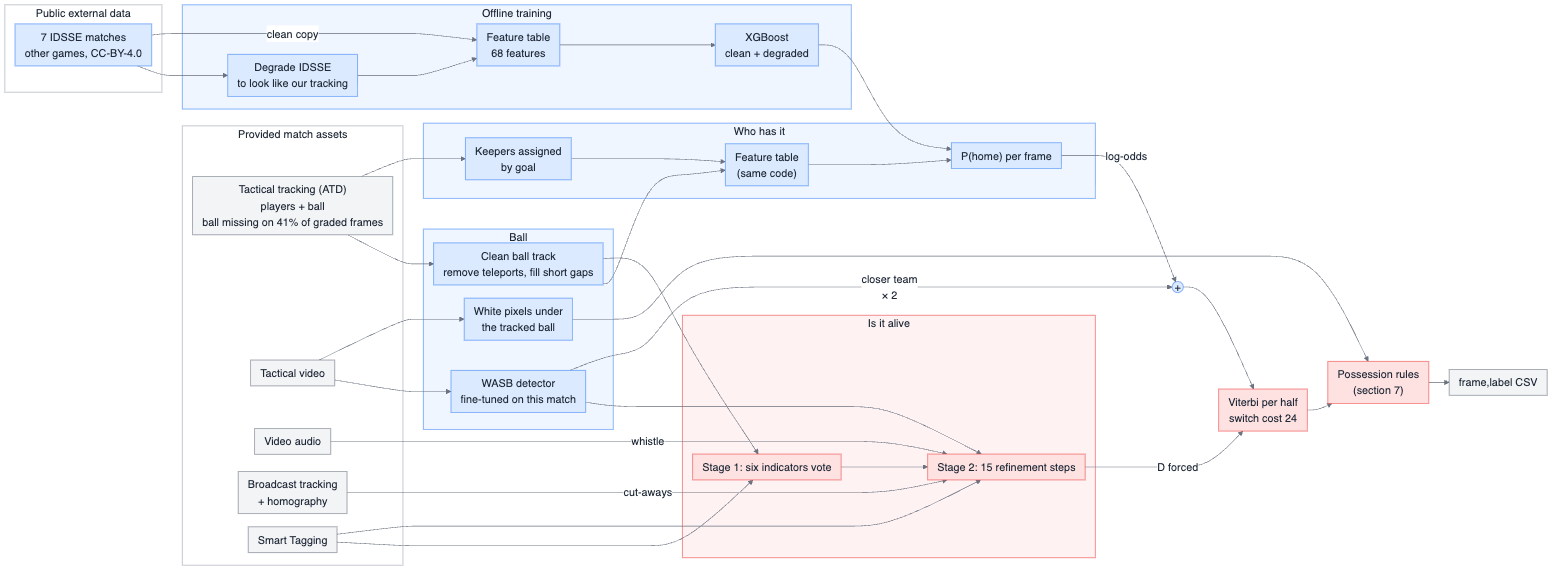 Public external data
7 IDSSE matches
other games, CC-BY-4.0
Offline training
clean copy
Degrade IDSSE
to look like our tracking
Feature table
68 features
XGBoost
clean + degraded
Provided match assets
Tactical tracking (ATD)
players + ball
ball missing on 41% of graded frames
Tactical video
Video audio
Broadcast tracking
+ homography
Smart Tagging
Who has it
Keepers assigned
by goal
Feature table
(same code)
P(home) per frame
log-odds
Ball
Clean ball track
remove teleports, fill short gaps
White pixels under
the tracked ball
WASB detector
fine-tuned on this match
closer team
× 2
+
Is it alive
whistle
cut-aways
Stage 1: six indicators vote
Stage 2: 15 refinement steps
D forced
Viterbi per half
switch cost 24
Possession rules
(section 7)
frame,label CSV